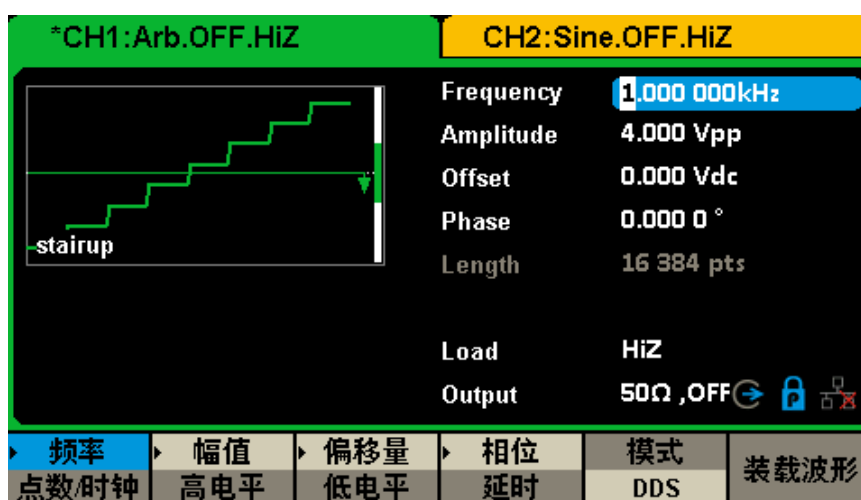 *CH1:Arb.OFF.HiZ
CH2:Sine.OFF.HiZ
Frequency 1.000 000kHz
Amplitude 4.000 Vpp
Offset 0.000 Vdc
Phase 0.000 0 °
stairup
Length 16 384 pts
Load HiZ
Output 50Ω ,OFF
P
频率 幅值 偏移量 相位 模式 装载波形
点数/时钟 高电平 低电平 延时 DDS